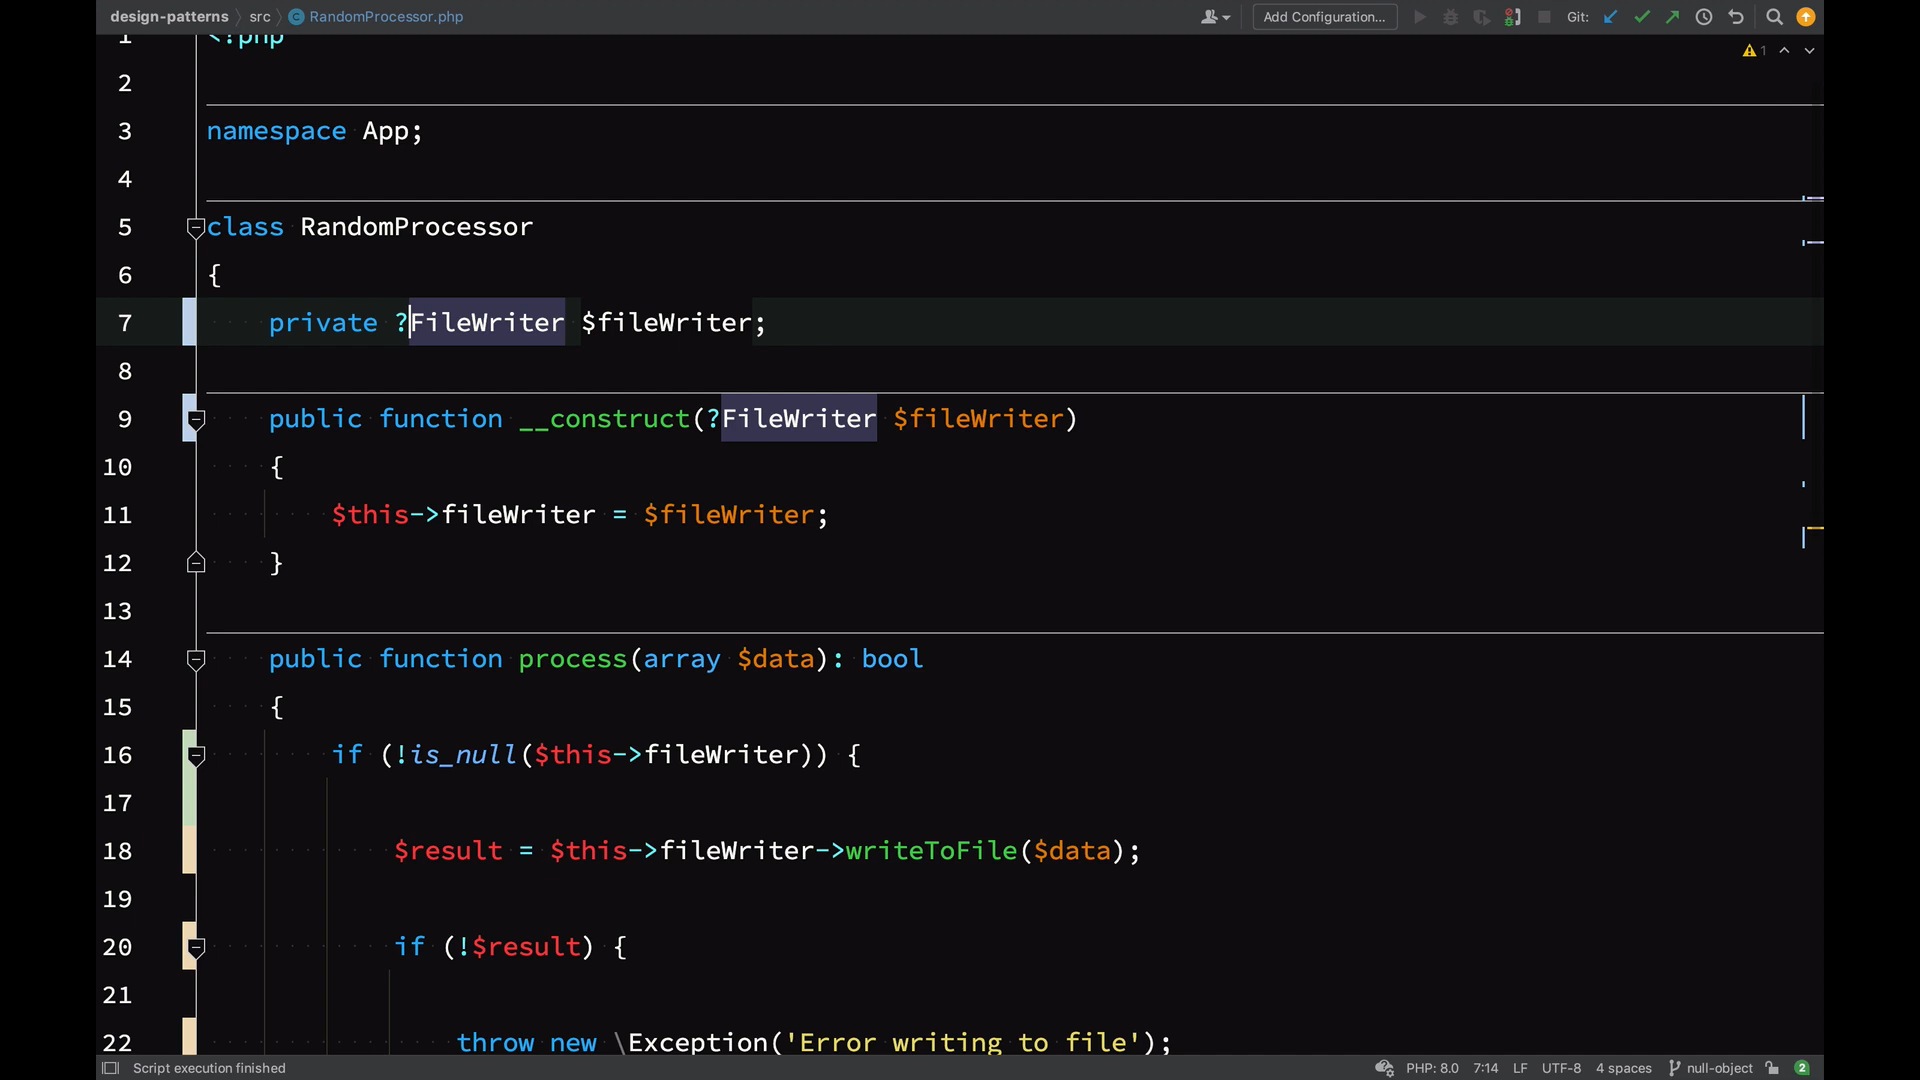 design-patterns src RandomProcessor.php Add Configuration... Git:
1 <?php
1
2
3 namespace App;
4
5 class RandomProcessor
6 {
7 private ?FileWriter $fileWriter;
8
9 public function __construct(?FileWriter $fileWriter)
10 {
11 $this->fileWriter = $fileWriter;
12 }
13
14 public function process(array $data): bool
15 {
16 if (!is_null($this->fileWriter)) {
17
18 $result = $this->fileWriter->writeToFile($data);
19
20 if (!$result) {
21
22 throw new \Exception('Error writing to file');
Script execution finished PHP: 8.0 7:14 LF UTF-8 4 spaces null-object 2